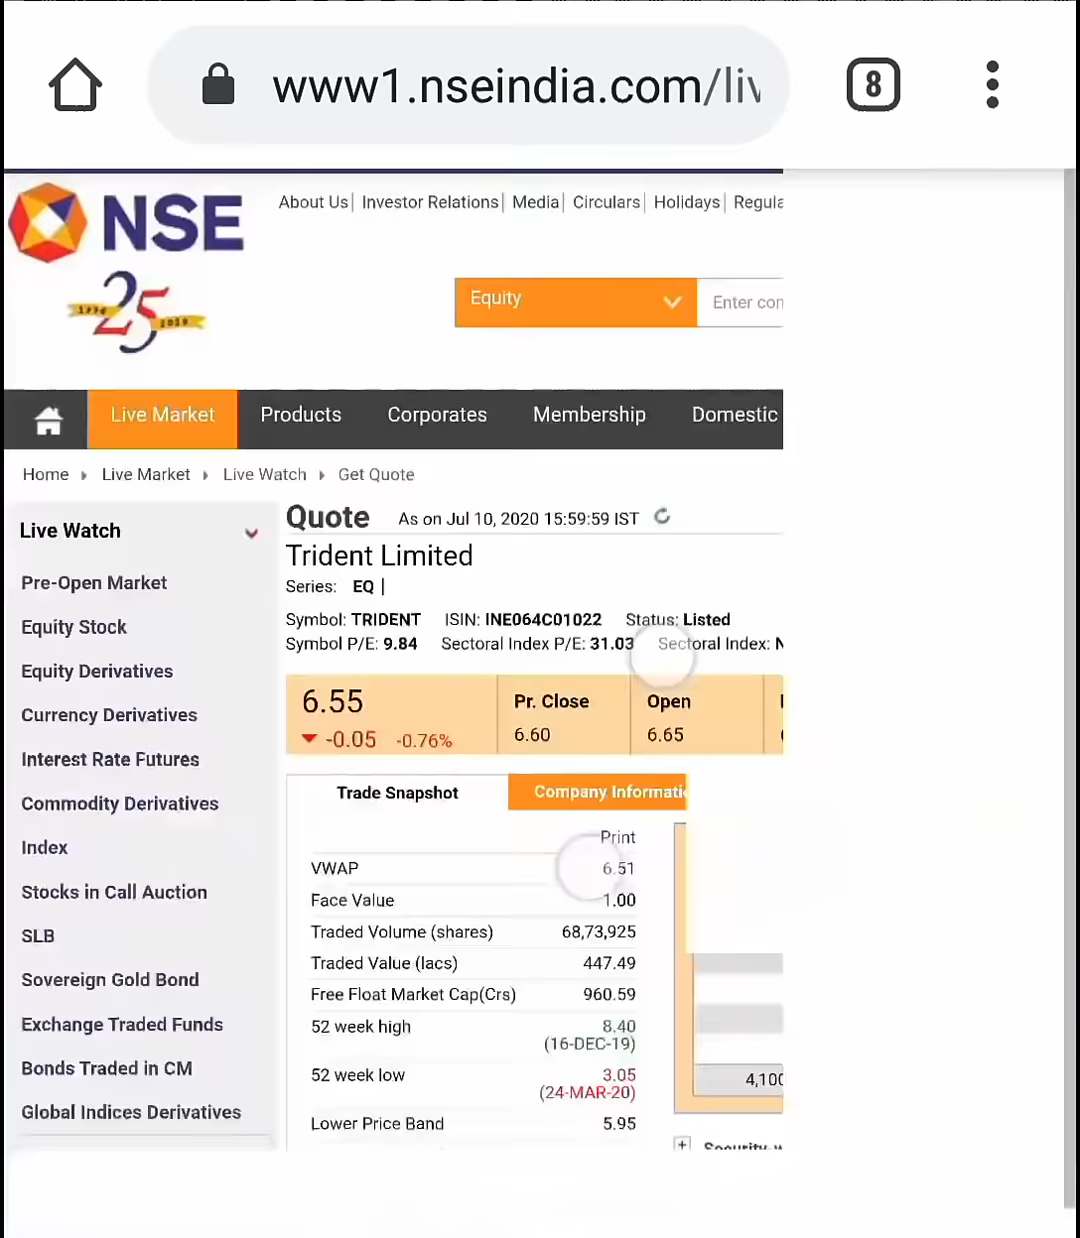 www1.nseindia.com/liv
8
NSE
About Us| Investor Relations| Media| Circulars| Holidays| Regula
1994 25 2019
Equity
Enter con
Live Market Products Corporates Membership Domestic
Home Live Market Live Watch Get Quote
Live Watch
Pre-Open Market
Equity Stock
Equity Derivatives
Currency Derivatives
Interest Rate Futures
Commodity Derivatives
Index
Stocks in Call Auction
SLB
Sovereign Gold Bond
Exchange Traded Funds
Bonds Traded in CM
Global Indices Derivatives
Quote As on Jul 10, 2020 15:59:59 IST
Trident Limited
Series: EQ |
Symbol: TRIDENT ISIN: INE064C01022 Status: Listed
Symbol P/E: 9.84 Sectoral Index P/E: 31.03 Sectoral Index: N
6.55 Pr. Close Open
-0.05 -0.76% 6.60 6.65
Trade Snapshot Company Informatio
Print
VWAP 6.51
Face Value 1.00
Traded Volume (shares) 68,73,925
Traded Value (lacs) 447.49
Free Float Market Cap(Crs) 960.59
52 week high 8.40
(16-DEC-19)
52 week low 3.05
(24-MAR-20)
Lower Price Band 5.95
4,100